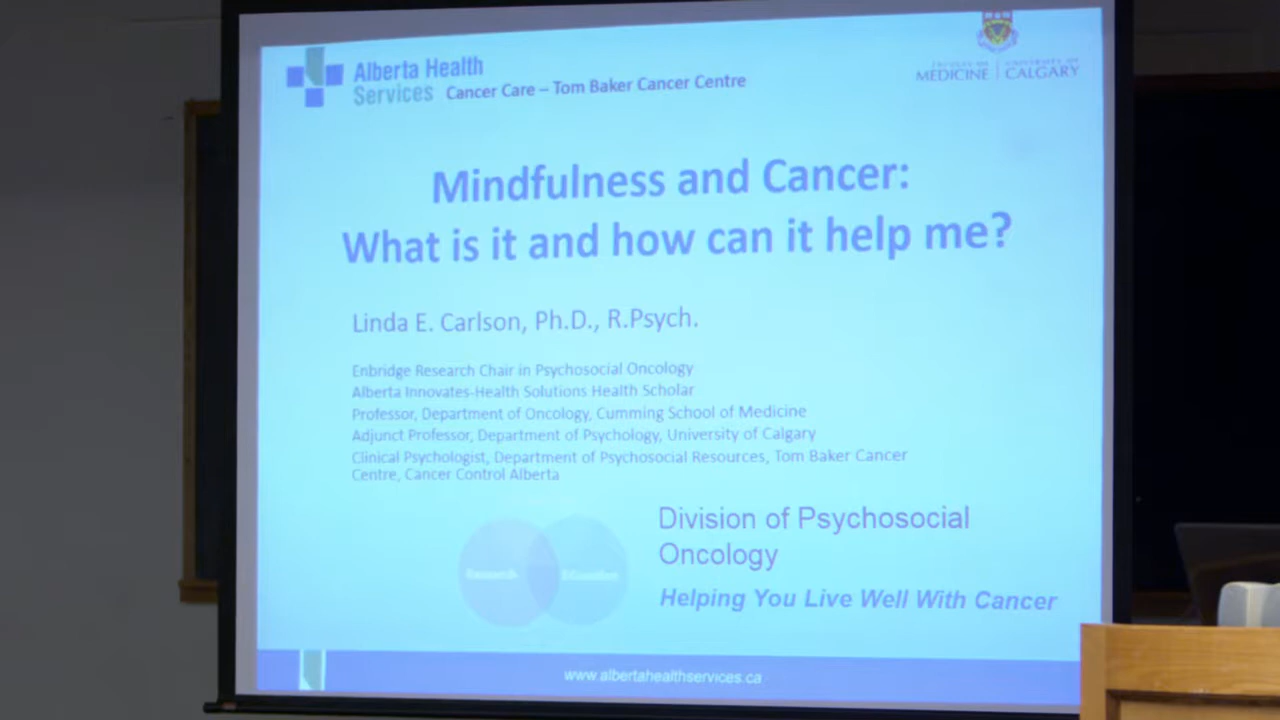 Alberta Health
Services Cancer Care – Tom Baker Cancer Centre
MEDICINE | CALGARY
Mindfulness and Cancer:
What is it and how can it help me?
Linda E. Carlson, Ph.D., R.Psych.
Enbridge Research Chair in Psychosocial Oncology
Alberta Innovates-Health Solutions Health Scholar
Professor, Department of Oncology, Cumming School of Medicine
Adjunct Professor, Department of Psychology, University of Calgary
Clinical Psychologist, Department of Psychosocial Resources, Tom Baker Cancer
Centre, Cancer Control Alberta
Division of Psychosocial
Oncology
Research Education
Helping You Live Well With Cancer
www.albertahealthservices.ca